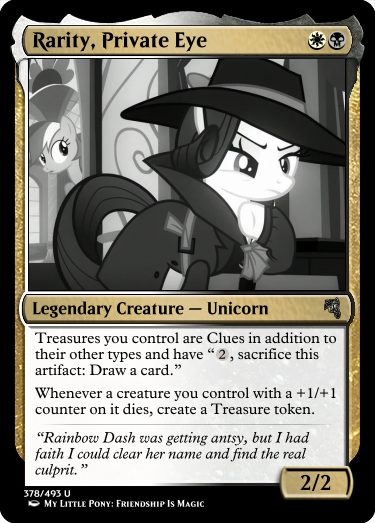 Rarity, Private Eye
Legendary Creature — Unicorn
Treasures you control are Clues in addition to
their other types and have “2, sacrifice this
artifact: Draw a card.”
Whenever a creature you control with a +1/+1
counter on it dies, create a Treasure token.
“Rainbow Dash was getting antsy, but I had
faith I could clear her name and find the real
culprit.”
2/2
378/493 U
My Little Pony: Friendship Is Magic